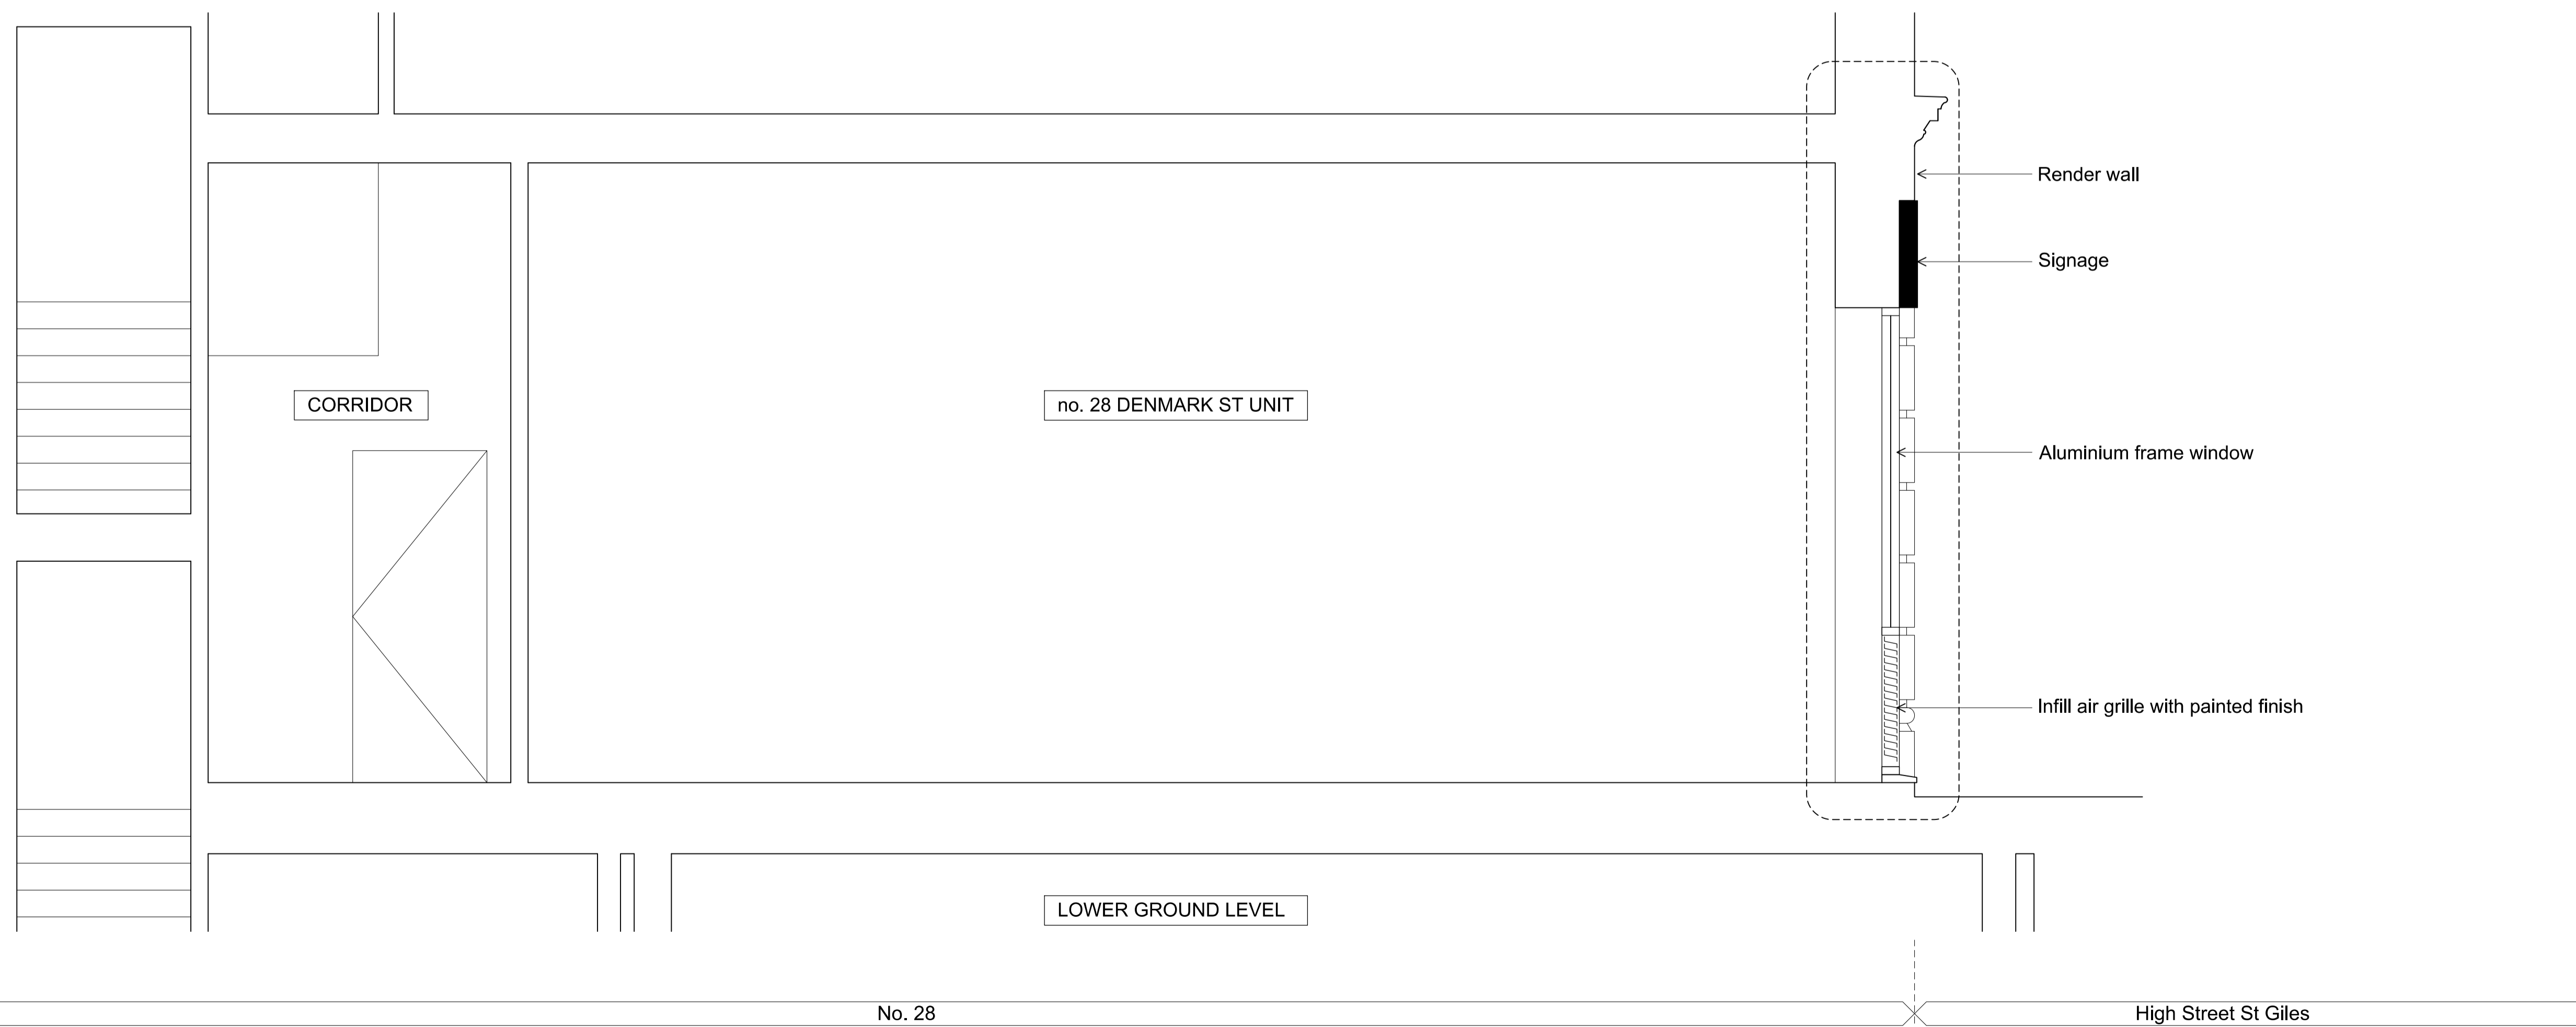 Render wall
Signage
CORRIDOR
no. 28 DENMARK ST UNIT
Aluminium frame window
Infill air grille with painted finish
LOWER GROUND LEVEL
No. 28
High Street St Giles